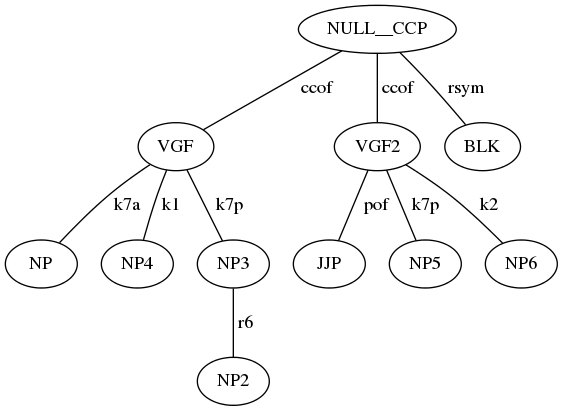 NULL__CCP
ccof ccof rsym
VGF VGF2 BLK
k7a k1 k7p pof k7p k2
NP NP4 NP3 JJP NP5 NP6
r6
NP2